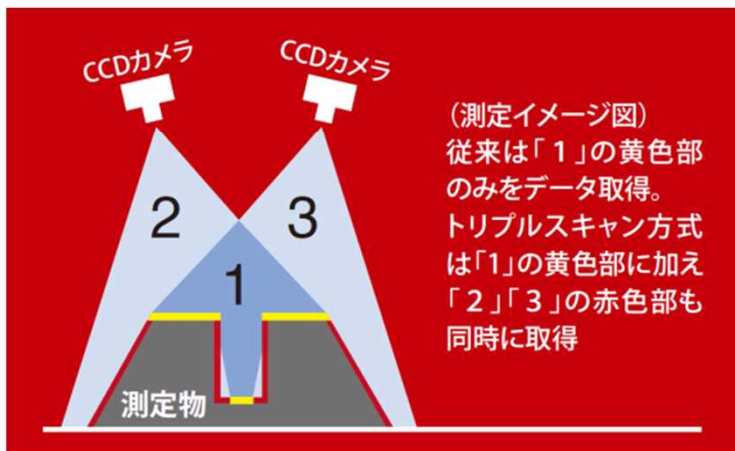 CCDカメラ
CCDカメラ
2
3
1
測定物
（測定イメージ図）
従来は「1」の黄色部
のみをデータ取得。
トリプルスキャン方式
は「1」の黄色部に加え
「2」「3」の赤色部も
同時に取得